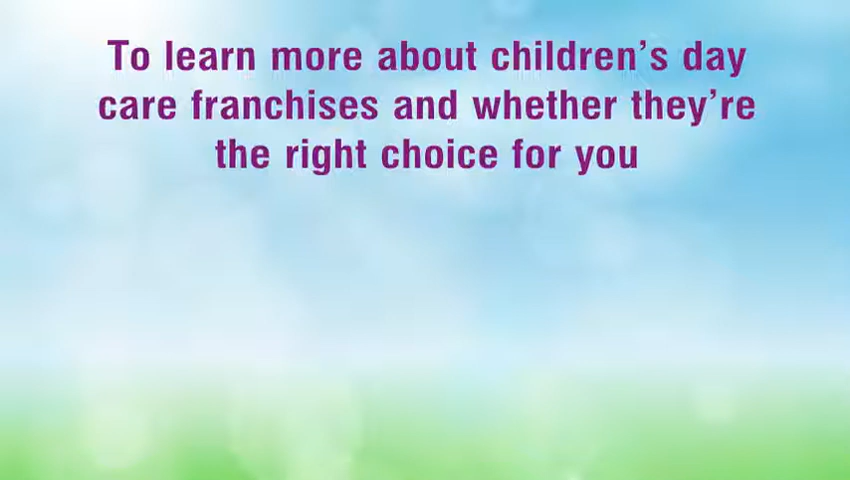 To learn more about children’s day
care franchises and whether they’re
the right choice for you